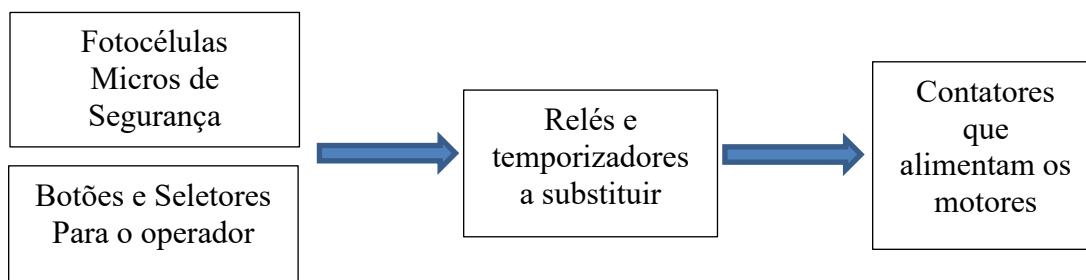 Fotocélulas
Micros de
Segurança
Botões e Seletores
Para o operador
Relés e
temporizadores
a substituir
Contatores
que
alimentam os
motores